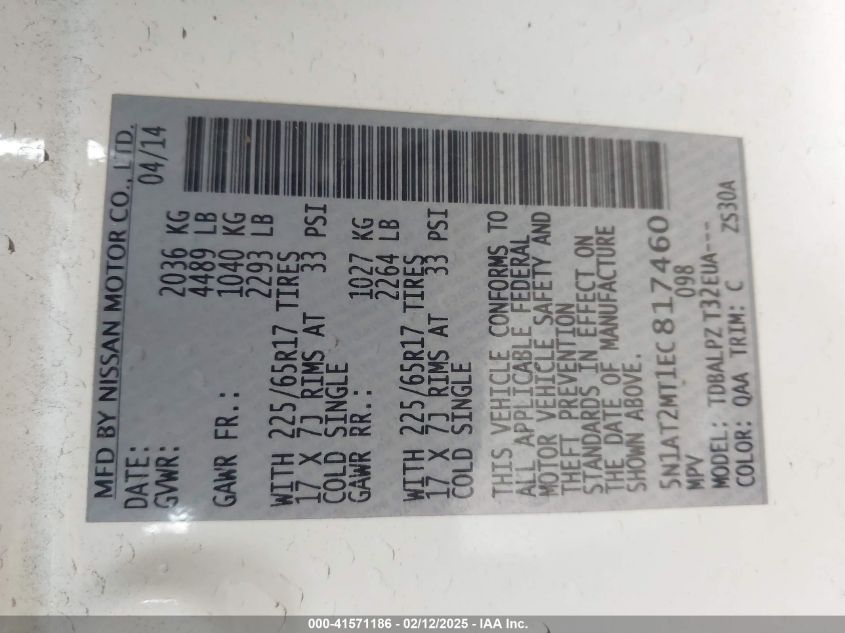 MFD BY NISSAN MOTOR CO., LTD.
DATE: 04/14
GVWR: 2036 KG
4489 LB
GAWR FR.: 1040 KG
2293 LB
WITH 225/65R17 TIRES
17 X 7J RIMS AT 33 PSI
COLD SINGLE
GAWR RR.: 1027 KG
2264 LB
WITH 225/65R17 TIRES
17 X 7J RIMS AT 33 PSI
COLD SINGLE
THIS VEHICLE CONFORMS TO
ALL APPLICABLE FEDERAL
MOTOR VEHICLE SAFETY AND
THEFT PREVENTION
STANDARDS IN EFFECT ON
THE DATE OF MANUFACTURE
SHOWN ABOVE.
5N1AT2MT1EC817460
MPV 098
MODEL: TDBALPZ T32EUA---
COLOR: QAA TRIM: C ZS30A
000-41571186 - 02/12/2025 - IAA Inc.